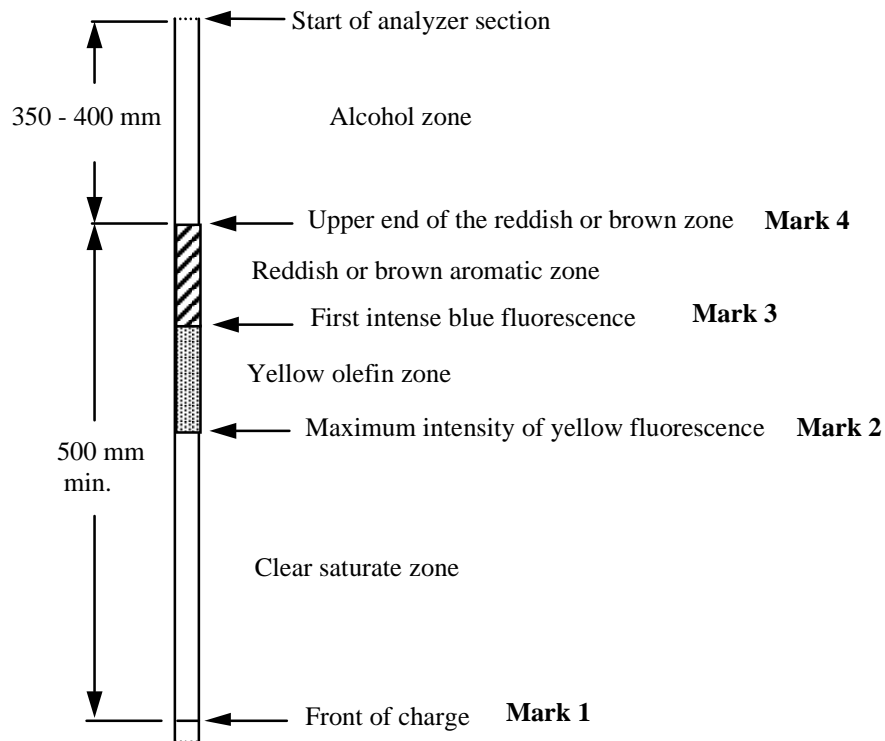 Start of analyzer section
350 - 400 mm
Alcohol zone
Upper end of the reddish or brown zone Mark 4
Reddish or brown aromatic zone
First intense blue fluorescence Mark 3
Yellow olefin zone
Maximum intensity of yellow fluorescence Mark 2
500 mm
min.
Clear saturate zone
Front of charge Mark 1